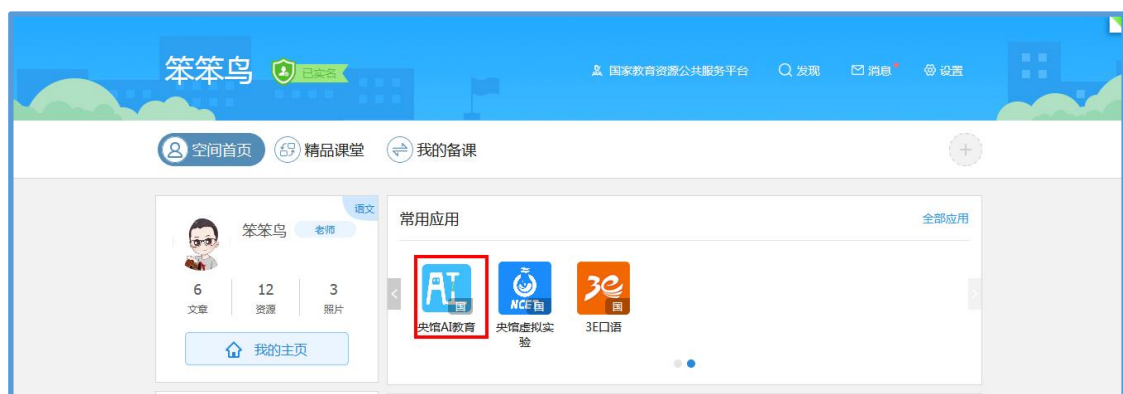 笨笨鸟 已实名
国家教育资源公共服务平台 发现 消息 设置
空间首页 精品课堂 我的备课
语文
笨笨鸟 老师
6 12 3
文章 资源 照片
我的主页
常用应用 全部应用
AI 国
央馆AI教育
NCET 国
央馆虚拟实
验
3e 国
3E口语